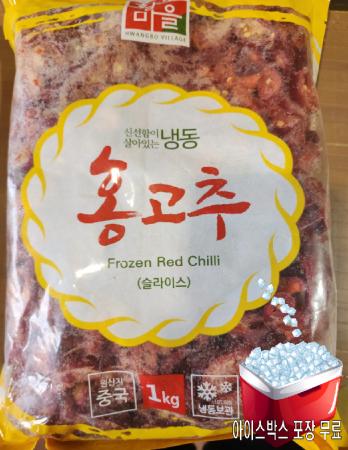 마을
HWANGBO VILLAGE
신선함이
살아있는 냉동
홍고추
Frozen Red Chilli
(슬라이스)
원산지
중국
1kg
냉동보관
아이스박스 포장 무료